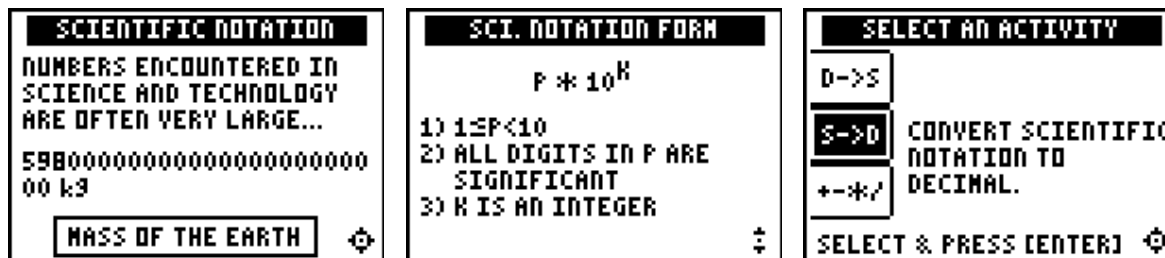 SCIENTIFIC NOTATION
NUMBERS ENCOUNTERED IN
SCIENCE AND TECHNOLOGY
ARE OFTEN VERY LARGE...
59800000000000000000000
00 kg
MASS OF THE EARTH
SCI. NOTATION FORM
P * 10^K
1) 1≤P<10
2) ALL DIGITS IN P ARE
SIGNIFICANT
3) K IS AN INTEGER
SELECT AN ACTIVITY
D->S
S->D
+-*/
CONVERT SCIENTIFIC
NOTATION TO
DECIMAL.
SELECT & PRESS [ENTER]